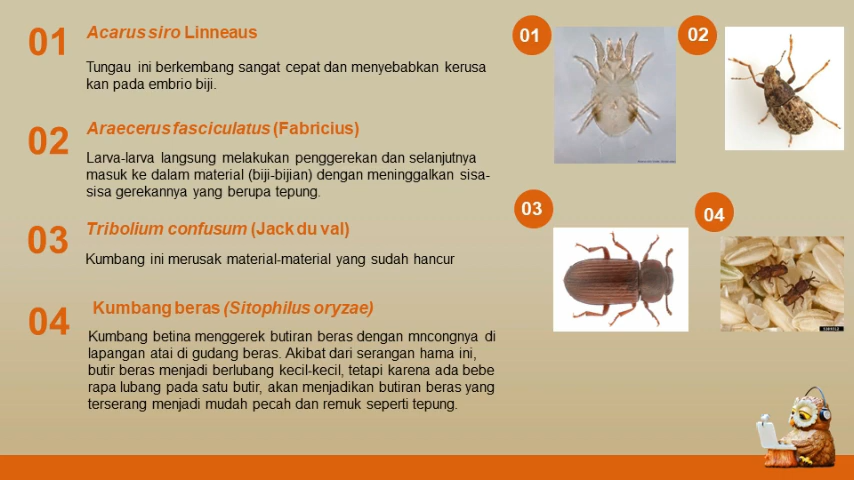 01
Acarus siro Linneaus
Tungau ini berkembang sangat cepat dan menyebabkan kerusa
kan pada embrio biji.
02
Araecerus fasciculatus (Fabricius)
Larva-larva langsung melakukan penggerekan dan selanjutnya
masuk ke dalam material (biji-bijian) dengan meninggalkan sisa-
sisa gerekannya yang berupa tepung.
03
Tribolium confusum (Jack du val)
Kumbang ini merusak material-material yang sudah hancur
04
Kumbang beras (Sitophilus oryzae)
Kumbang betina menggerek butiran beras dengan mncongnya di
lapangan atai di gudang beras. Akibat dari serangan hama ini,
butir beras menjadi berlubang kecil-kecil, tetapi karena ada bebe
rapa lubang pada satu butir, akan menjadikan butiran beras yang
terserang menjadi mudah pecah dan remuk seperti tepung.
01
02
03
04